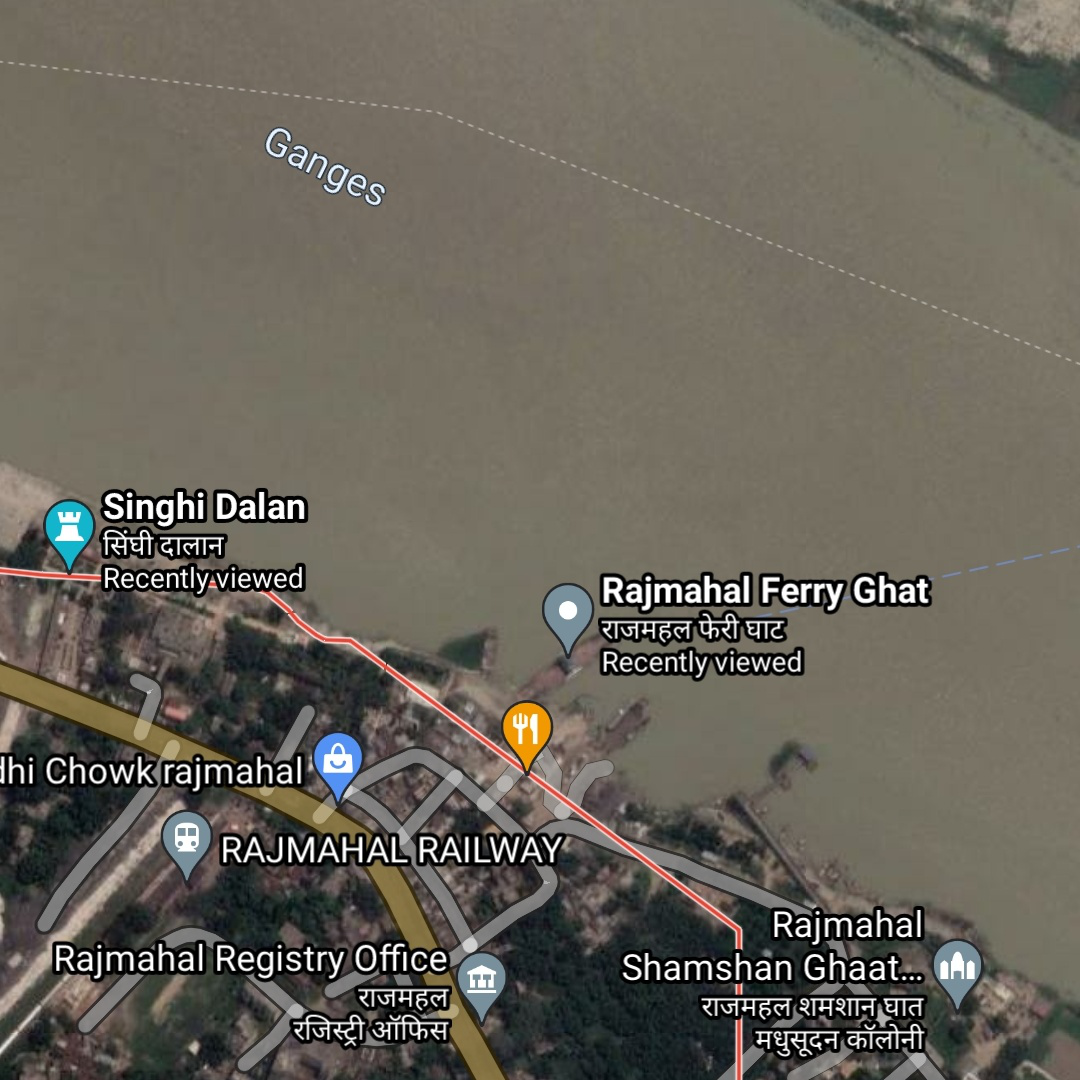 Ganges
Singhi Dalan
सिंघी दालान
Recently viewed
Rajmahal Ferry Ghat
राजमहल फेरी घाट
Recently viewed
dhi Chowk rajmahal
RAJMAHAL RAILWAY
Rajmahal Registry Office
राजमहल
रजिस्ट्री ऑफिस
Rajmahal
Shamshan Ghaat...
राजमहल शमशान घात
मधुसूदन कॉलोनी